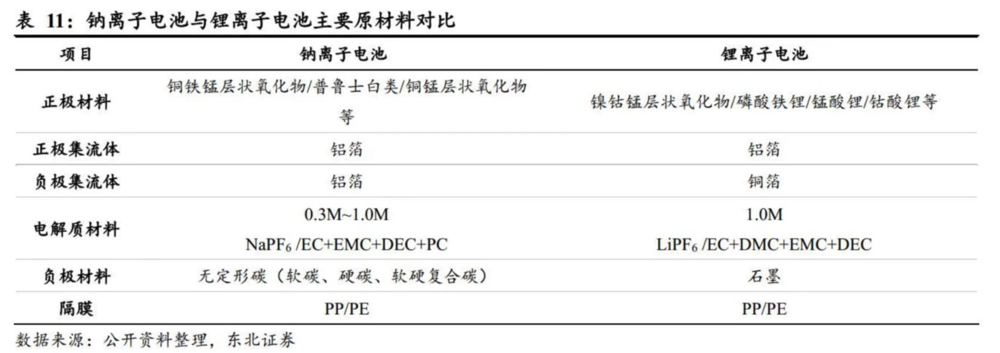 表 11：钠离子电池与锂离子电池主要原材料对比
项目 钠离子电池 锂离子电池
正极材料 铜铁锰层状氧化物/普鲁士白类/铜锰层状氧化物等 镍钴锰层状氧化物/磷酸铁锂/锰酸锂/钴酸锂等
正极集流体 铝箔 铝箔
负极集流体 铝箔 铜箔
电解质材料 0.3M~1.0M NaPF₆ /EC+EMC+DEC+PC 1.0M LiPF₆ /EC+DMC+EMC+DEC
负极材料 无定形碳（软碳、硬碳、软硬复合碳） 石墨
隔膜 PP/PE PP/PE
数据来源：公开资料整理，东北证券